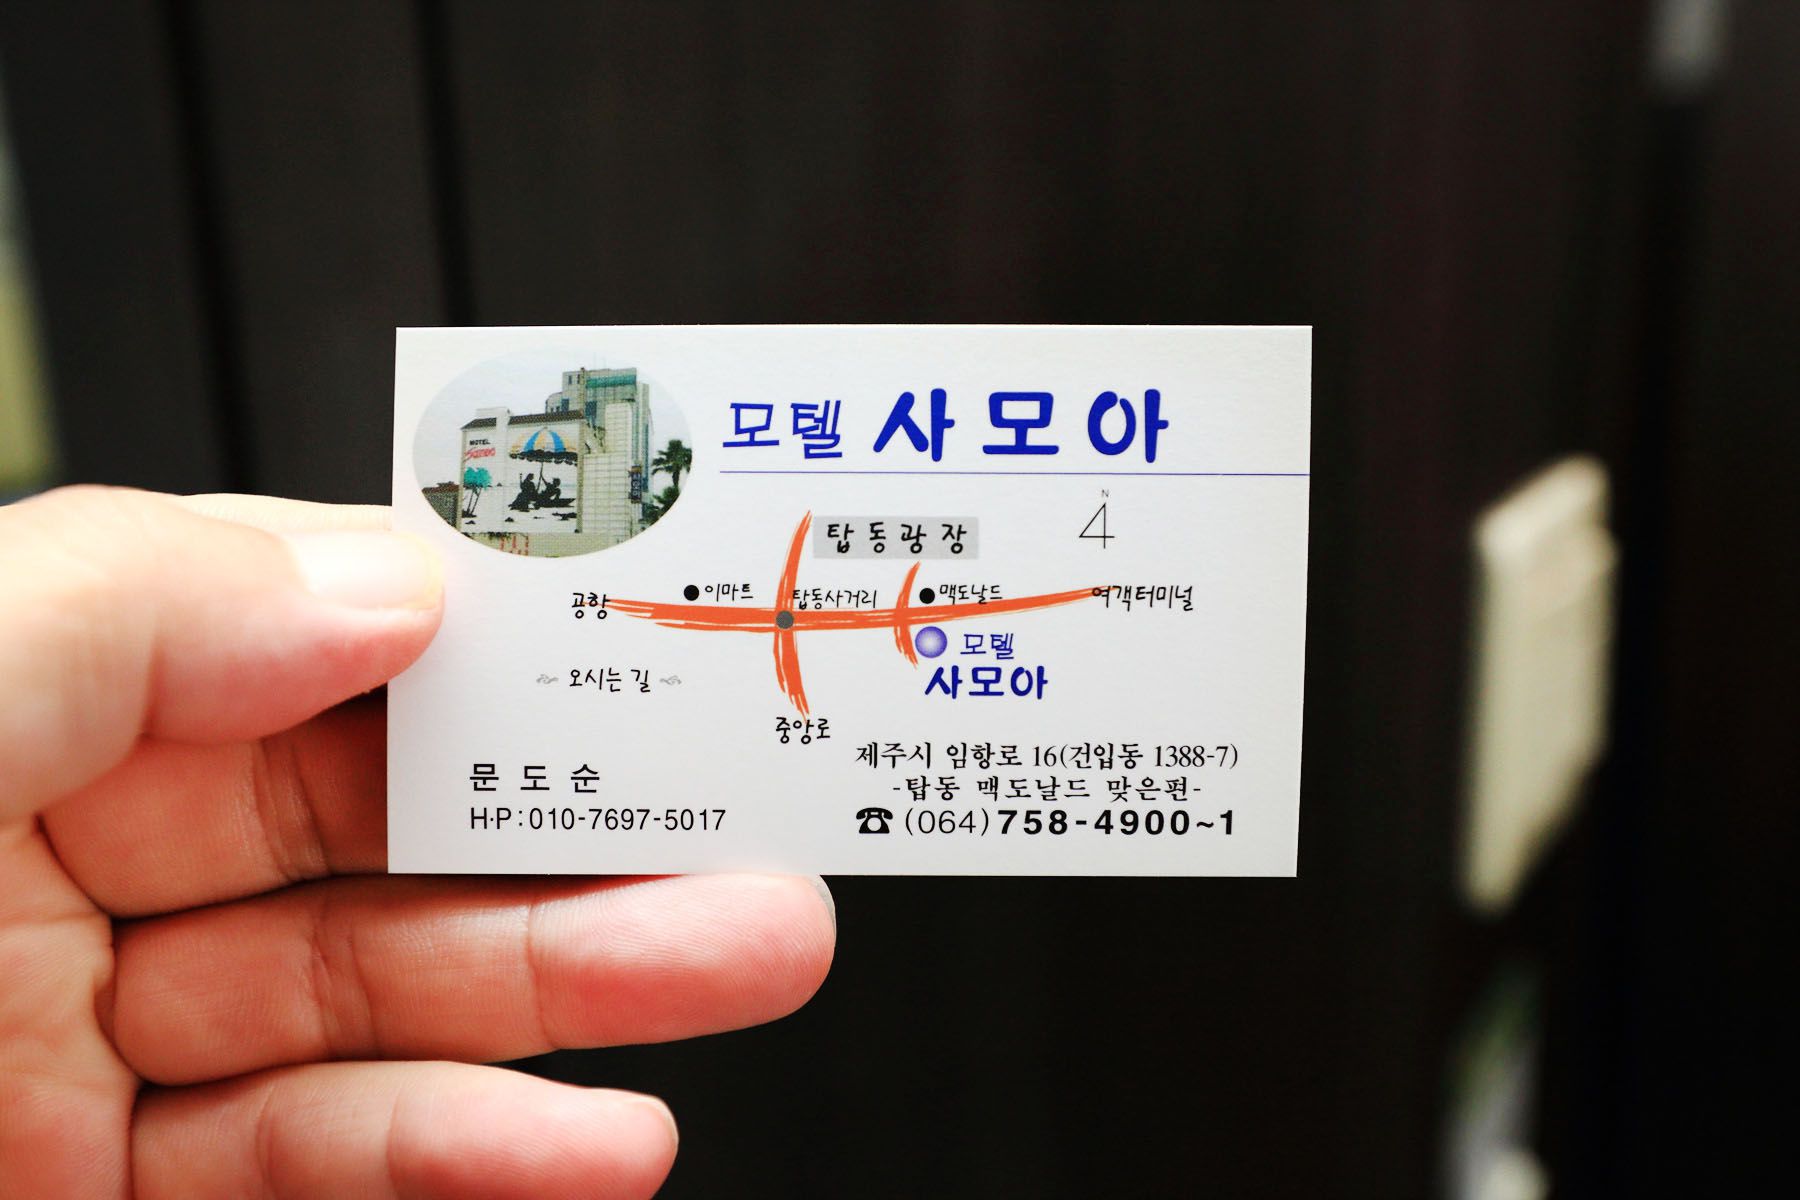 MOTEL
모텔 사모아
N
탑동광장
이마트
탑동사거리
맥도날드
공항
여객터미널
모텔
사모아
오시는길
중앙로
문도순
H·P:010-7697-5017
제주시 임항로 16(건입동 1388-7)
-탑동 맥도날드 맞은편-
☎(064)758-4900~1